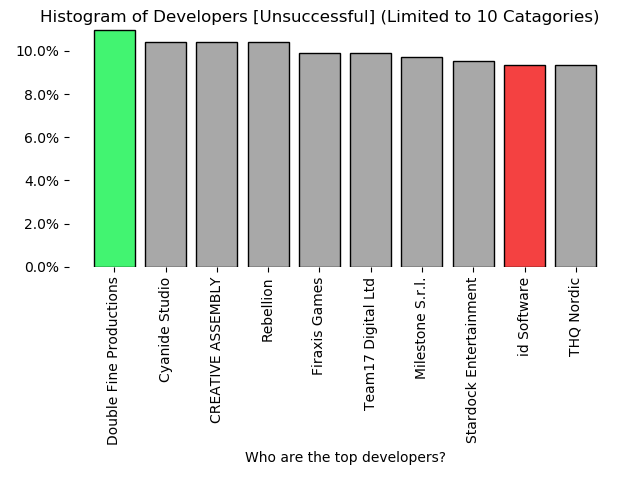 Histogram of Developers [Unsuccessful] (Limited to 10 Catagories)
10.0%
8.0%
6.0%
4.0%
2.0%
0.0%
Double Fine Productions
Cyanide Studio
CREATIVE ASSEMBLY
Rebellion
Firaxis Games
Team17 Digital Ltd
Milestone S.r.l.
Stardock Entertainment
id Software
THQ Nordic
Who are the top developers?